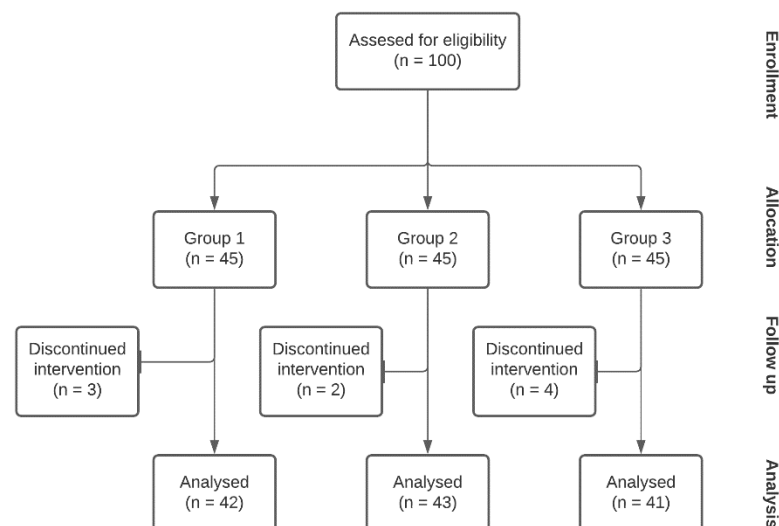 Assesed for eligibility
(n = 100)
Enrollment
Group 1
(n = 45)
Group 2
(n = 45)
Group 3
(n = 45)
Allocation
Discontinued
intervention
(n = 3)
Discontinued
intervention
(n = 2)
Discontinued
intervention
(n = 4)
Follow up
Analysed
(n = 42)
Analysed
(n = 43)
Analysed
(n = 41)
Analysis